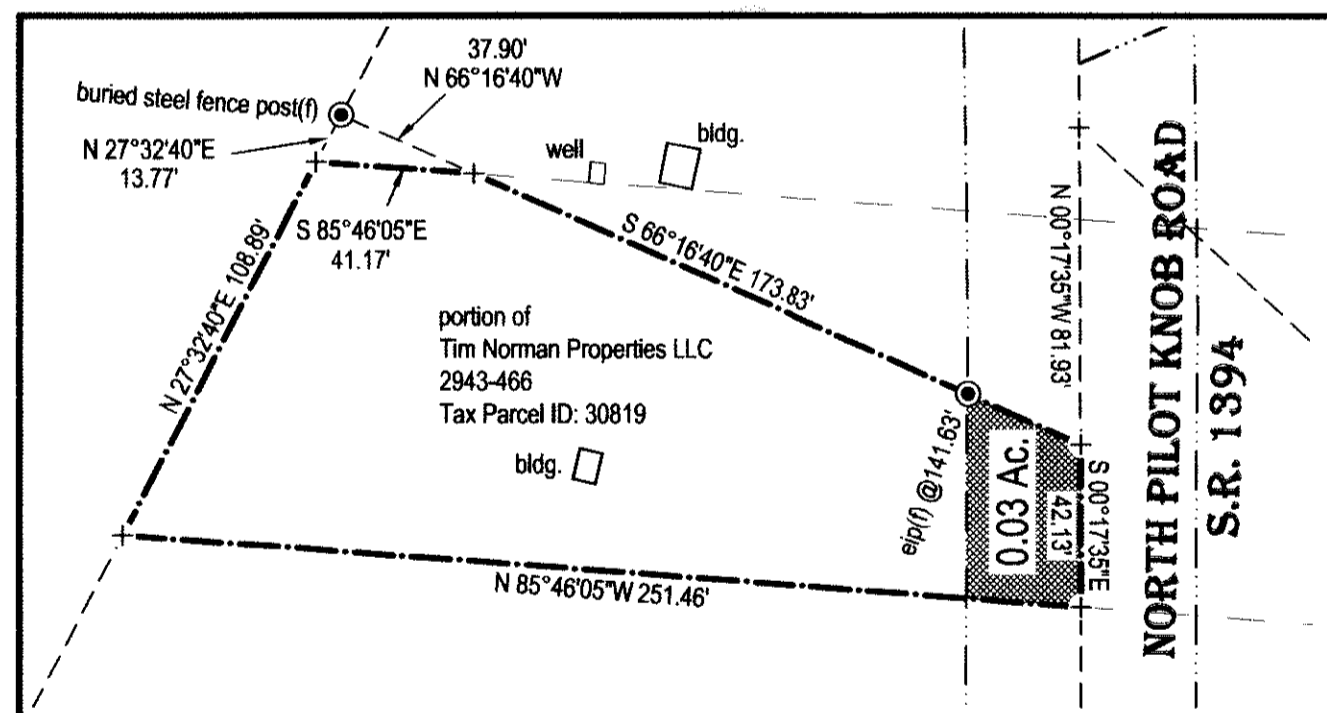 37.90'
N 66°16'40"W
buried steel fence post(f)
N 27°32'40"E
13.77'
well
bldg.
S 85°46'05"E
41.17'
S 66°16'40"E 173.83'
N 27°32'40"E 108.89'
portion of
Tim Norman Properties LLC
2943-466
Tax Parcel ID: 30819
bldg.
eip(f) @141.63'
0.03 Ac.
42.13'
S 00°17'35"E
N 00°17'35"W 81.93'
NORTH PILOT KNOB ROAD
S.R. 1394
N 85°46'05"W 251.46'